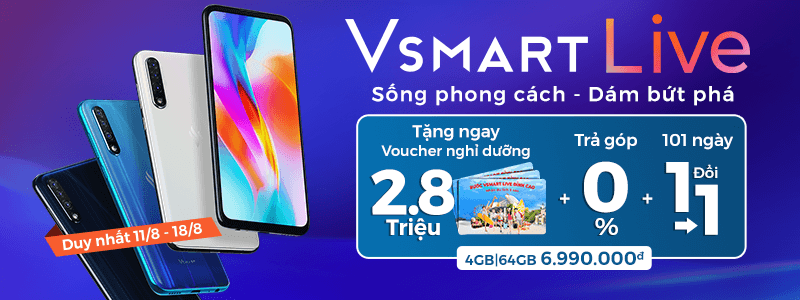 VSMART Live
Sống phong cách - Dám bứt phá
Tặng ngay
Voucher nghỉ dưỡng
2.8
Triệu
+
Trả góp
0
%
+
101 ngày
1 Đổi 1
4GB|64GB 6.990.000đ
Duy nhất 11/8 - 18/8